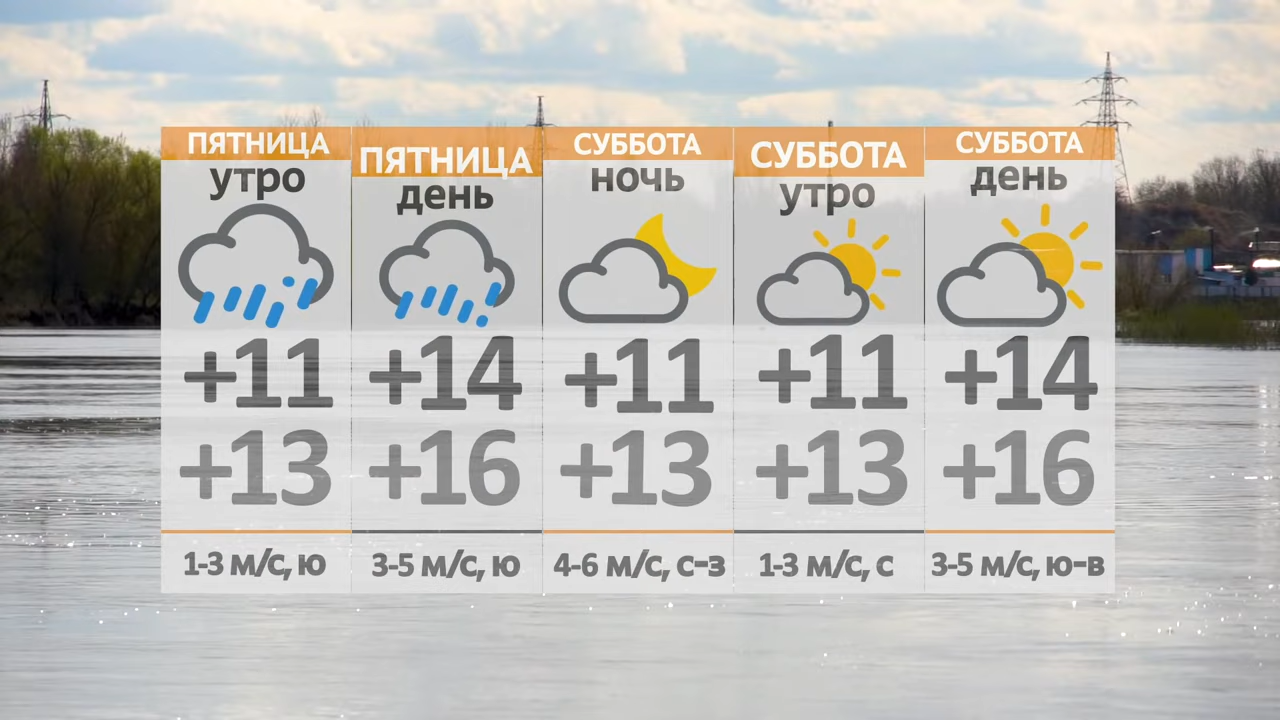 ПЯТНИЦА
утро
+11
+13
1-3 м/с, ю
ПЯТНИЦА
день
+14
+16
3-5 м/с, ю
СУББОТА
ночь
+11
+13
4-6 м/с, с-з
СУББОТА
утро
+11
+13
1-3 м/с, с
СУББОТА
день
+14
+16
3-5 м/с, ю-в